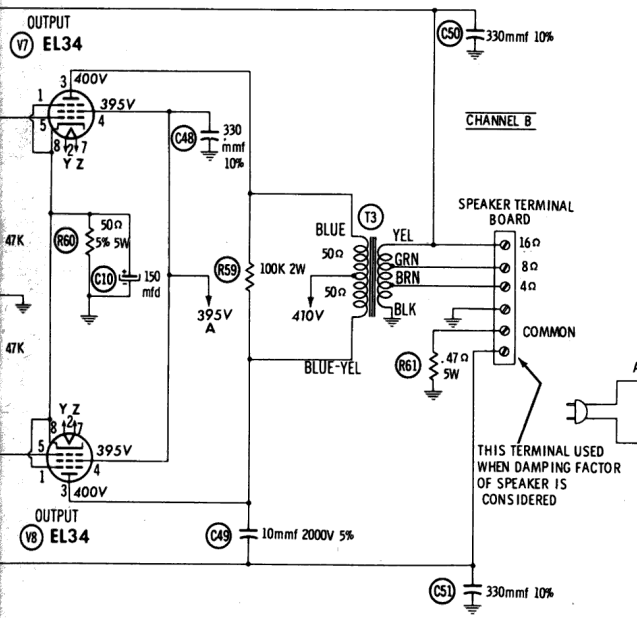 OUTPUT
V7 EL34
3 400V
1
5
395V
4
8 2 7
Y Z
C48 330 mmf 10%
C50 330mmf 10%
CHANNEL B
47K
R60 50Ω 5% 5W
C10 150 mfd
395V
A
R59 100K 2W
T3
BLUE
50Ω
50Ω
410V
YEL
GRN
BRN
BLK
BLUE-YEL
SPEAKER TERMINAL
BOARD
16Ω
8Ω
4Ω
COMMON
R61 .47Ω 5W
47K
A
Y Z
8 2 7
5
1
395V
4
3 400V
OUTPUT
V8 EL34
C49 10mmf 2000V 5%
THIS TERMINAL USED
WHEN DAMPING FACTOR
OF SPEAKER IS
CONSIDERED
C51 330mmf 10%